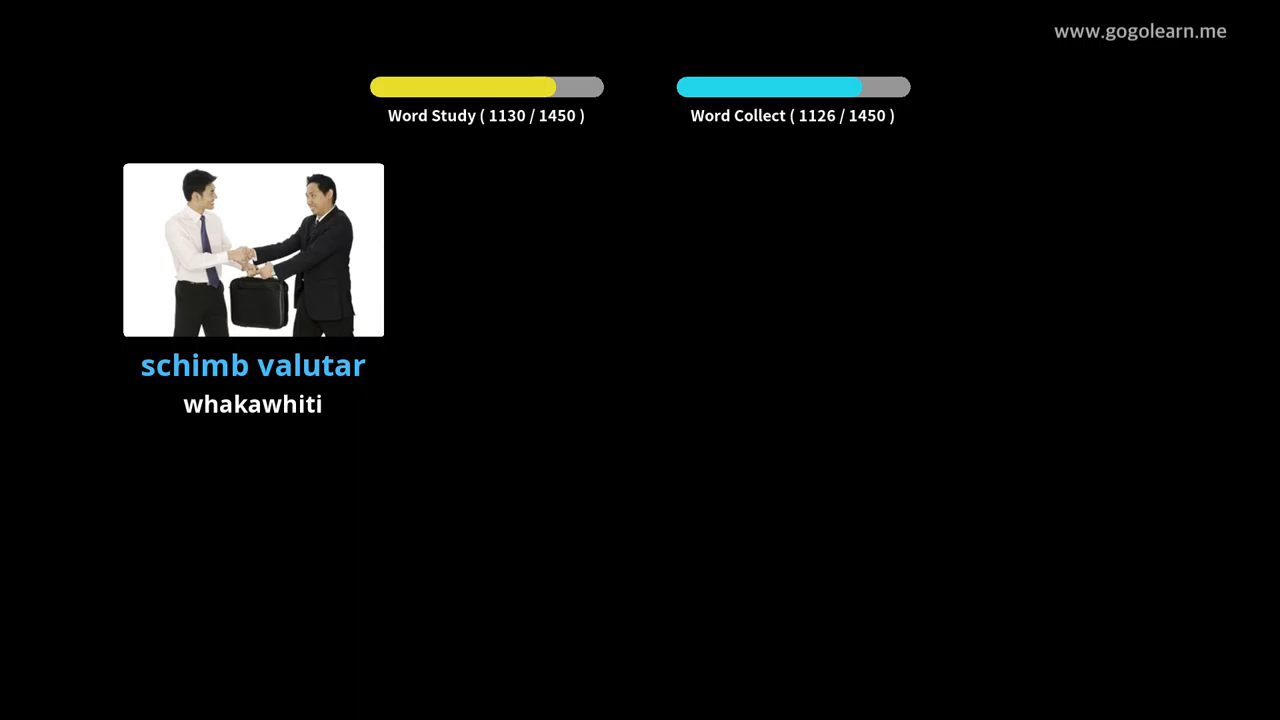 www.gogolearn.me
Word Study ( 1130 / 1450 )
Word Collect ( 1126 / 1450 )
schimb valutar
whakawhiti